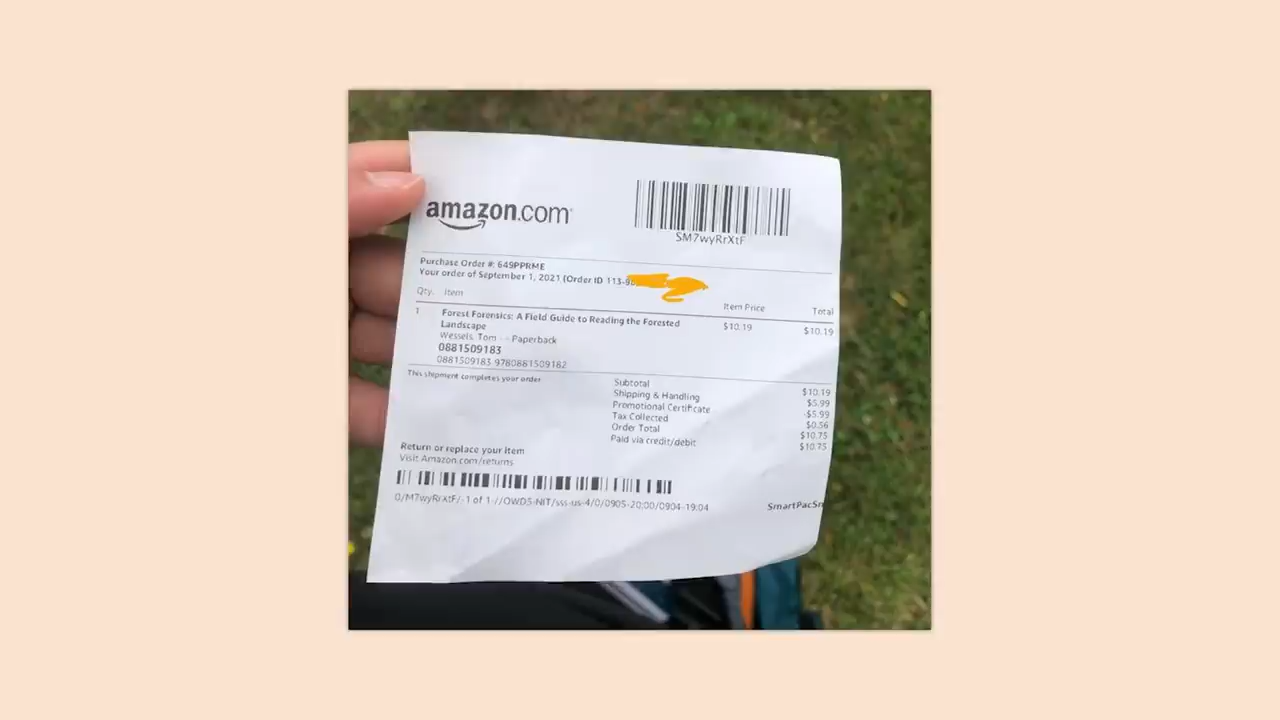 amazon.com
SM7wyRrXtF
Purchase Order #: 649PPRME
Your order of September 1, 2021 (Order ID 113-9
Qty. Item Item Price Total
1 Forest Forensics: A Field Guide to Reading the Forested $10.19 $10.19
Landscape
Wessels, Tom -- Paperback
0881509183
0881509183 9780881509182
This shipment completes your order
Subtotal $10.19
Shipping & Handling $5.99
Promotional Certificate -$5.99
Tax Collected $0.56
Order Total $10.75
Paid via credit/debit $10.75
Return or replace your item
Visit Amazon.com/returns
0/M7wyRrXtF/-1 of 1-//OWD5-NIT/sss-us-4/0/0905-20:00/0904-19:04
SmartPacSm